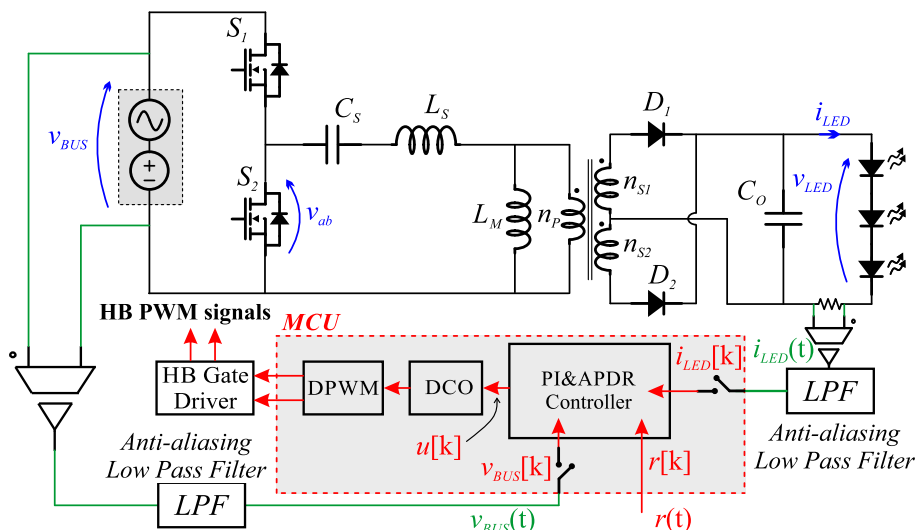 S1
CS
LS
D1
iLED
vBUS
S2
vab
LM
nP
nS1
nS2
CO
vLED
D2
HB PWM signals
MCU
iLED[k]
iLED(t)
HB Gate
Driver
DPWM
DCO
PI&APDR
Controller
LPF
u[k]
vBUS[k]
r[k]
Anti-aliasing
Low Pass Filter
Anti-aliasing
Low Pass Filter
LPF
vBUS(t)
r(t)